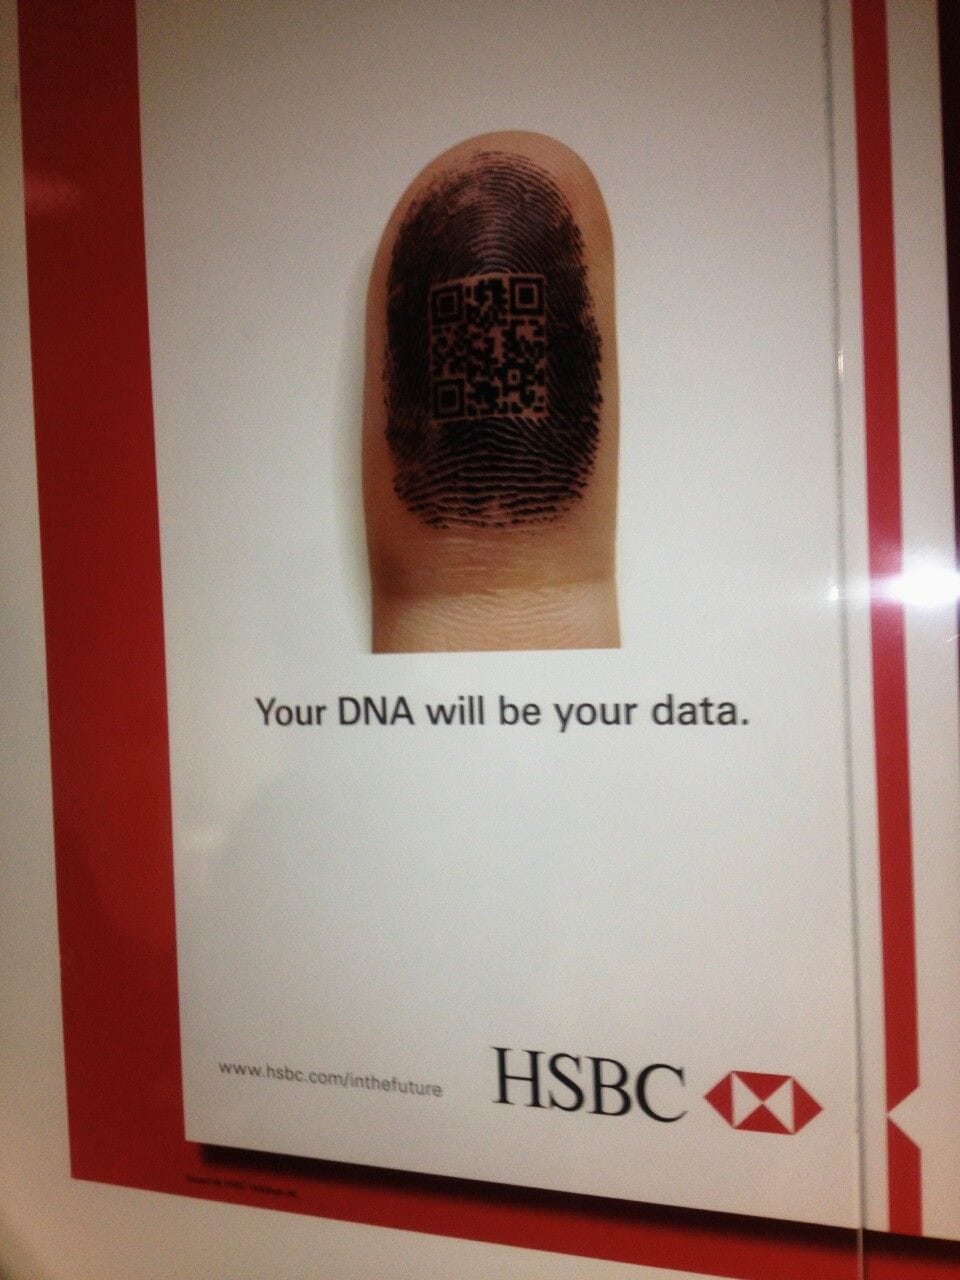 Your DNA will be your data.
www.hsbc.com/inthefuture
HSBC